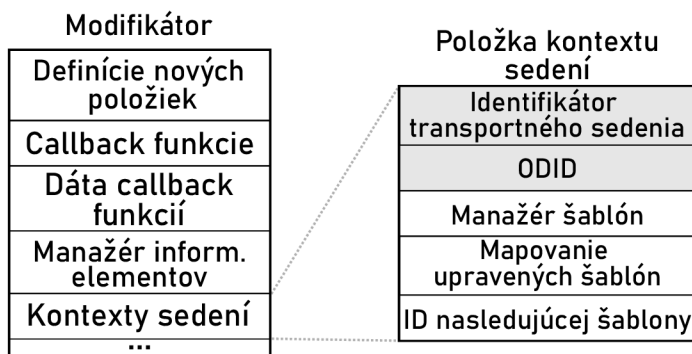 Modifikátor
Definície nových
položiek
Callback funkcie
Dáta callback
funkcií
Manažér inform.
elementov
Kontexty sedení
...
Položka kontextu
sedení
Identifikátor
transportného sedenia
ODID
Manažér šablón
Mapovanie
upravených šablón
ID nasledujúcej šablony